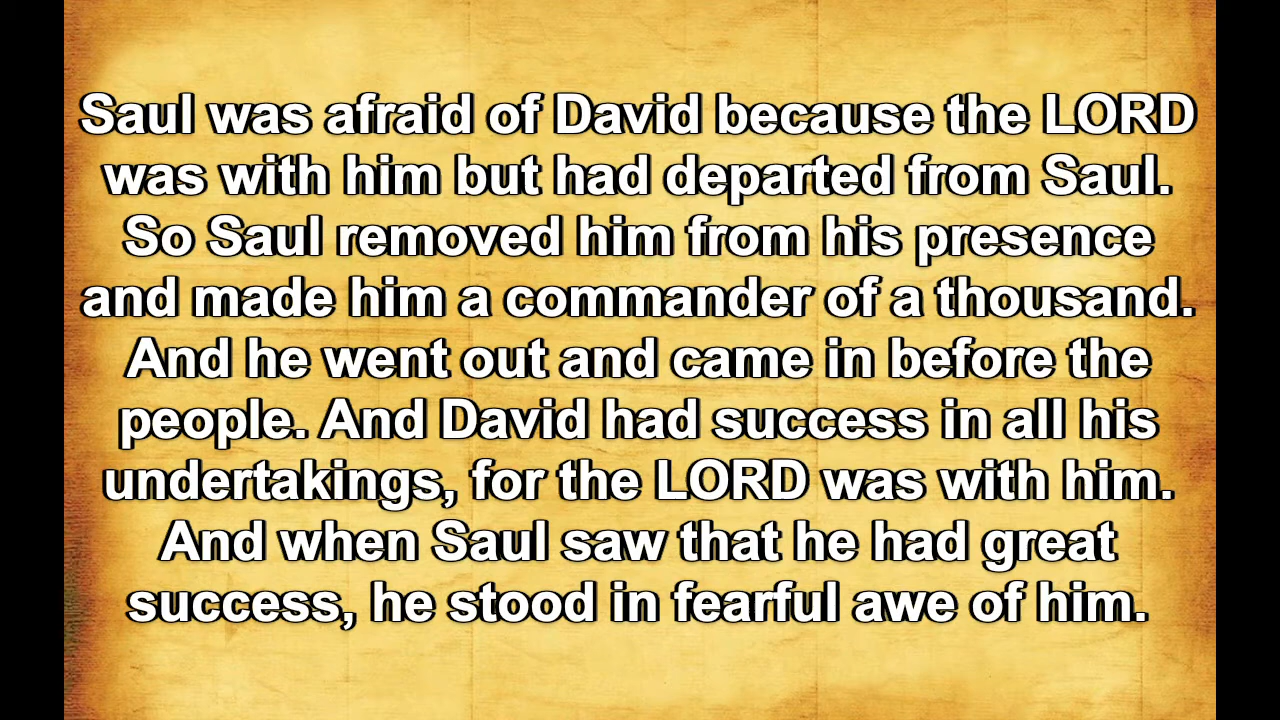 Saul was afraid of David because the LORD
was with him but had departed from Saul.
So Saul removed him from his presence
and made him a commander of a thousand.
And he went out and came in before the
people. And David had success in all his
undertakings, for the LORD was with him.
And when Saul saw that he had great
success, he stood in fearful awe of him.